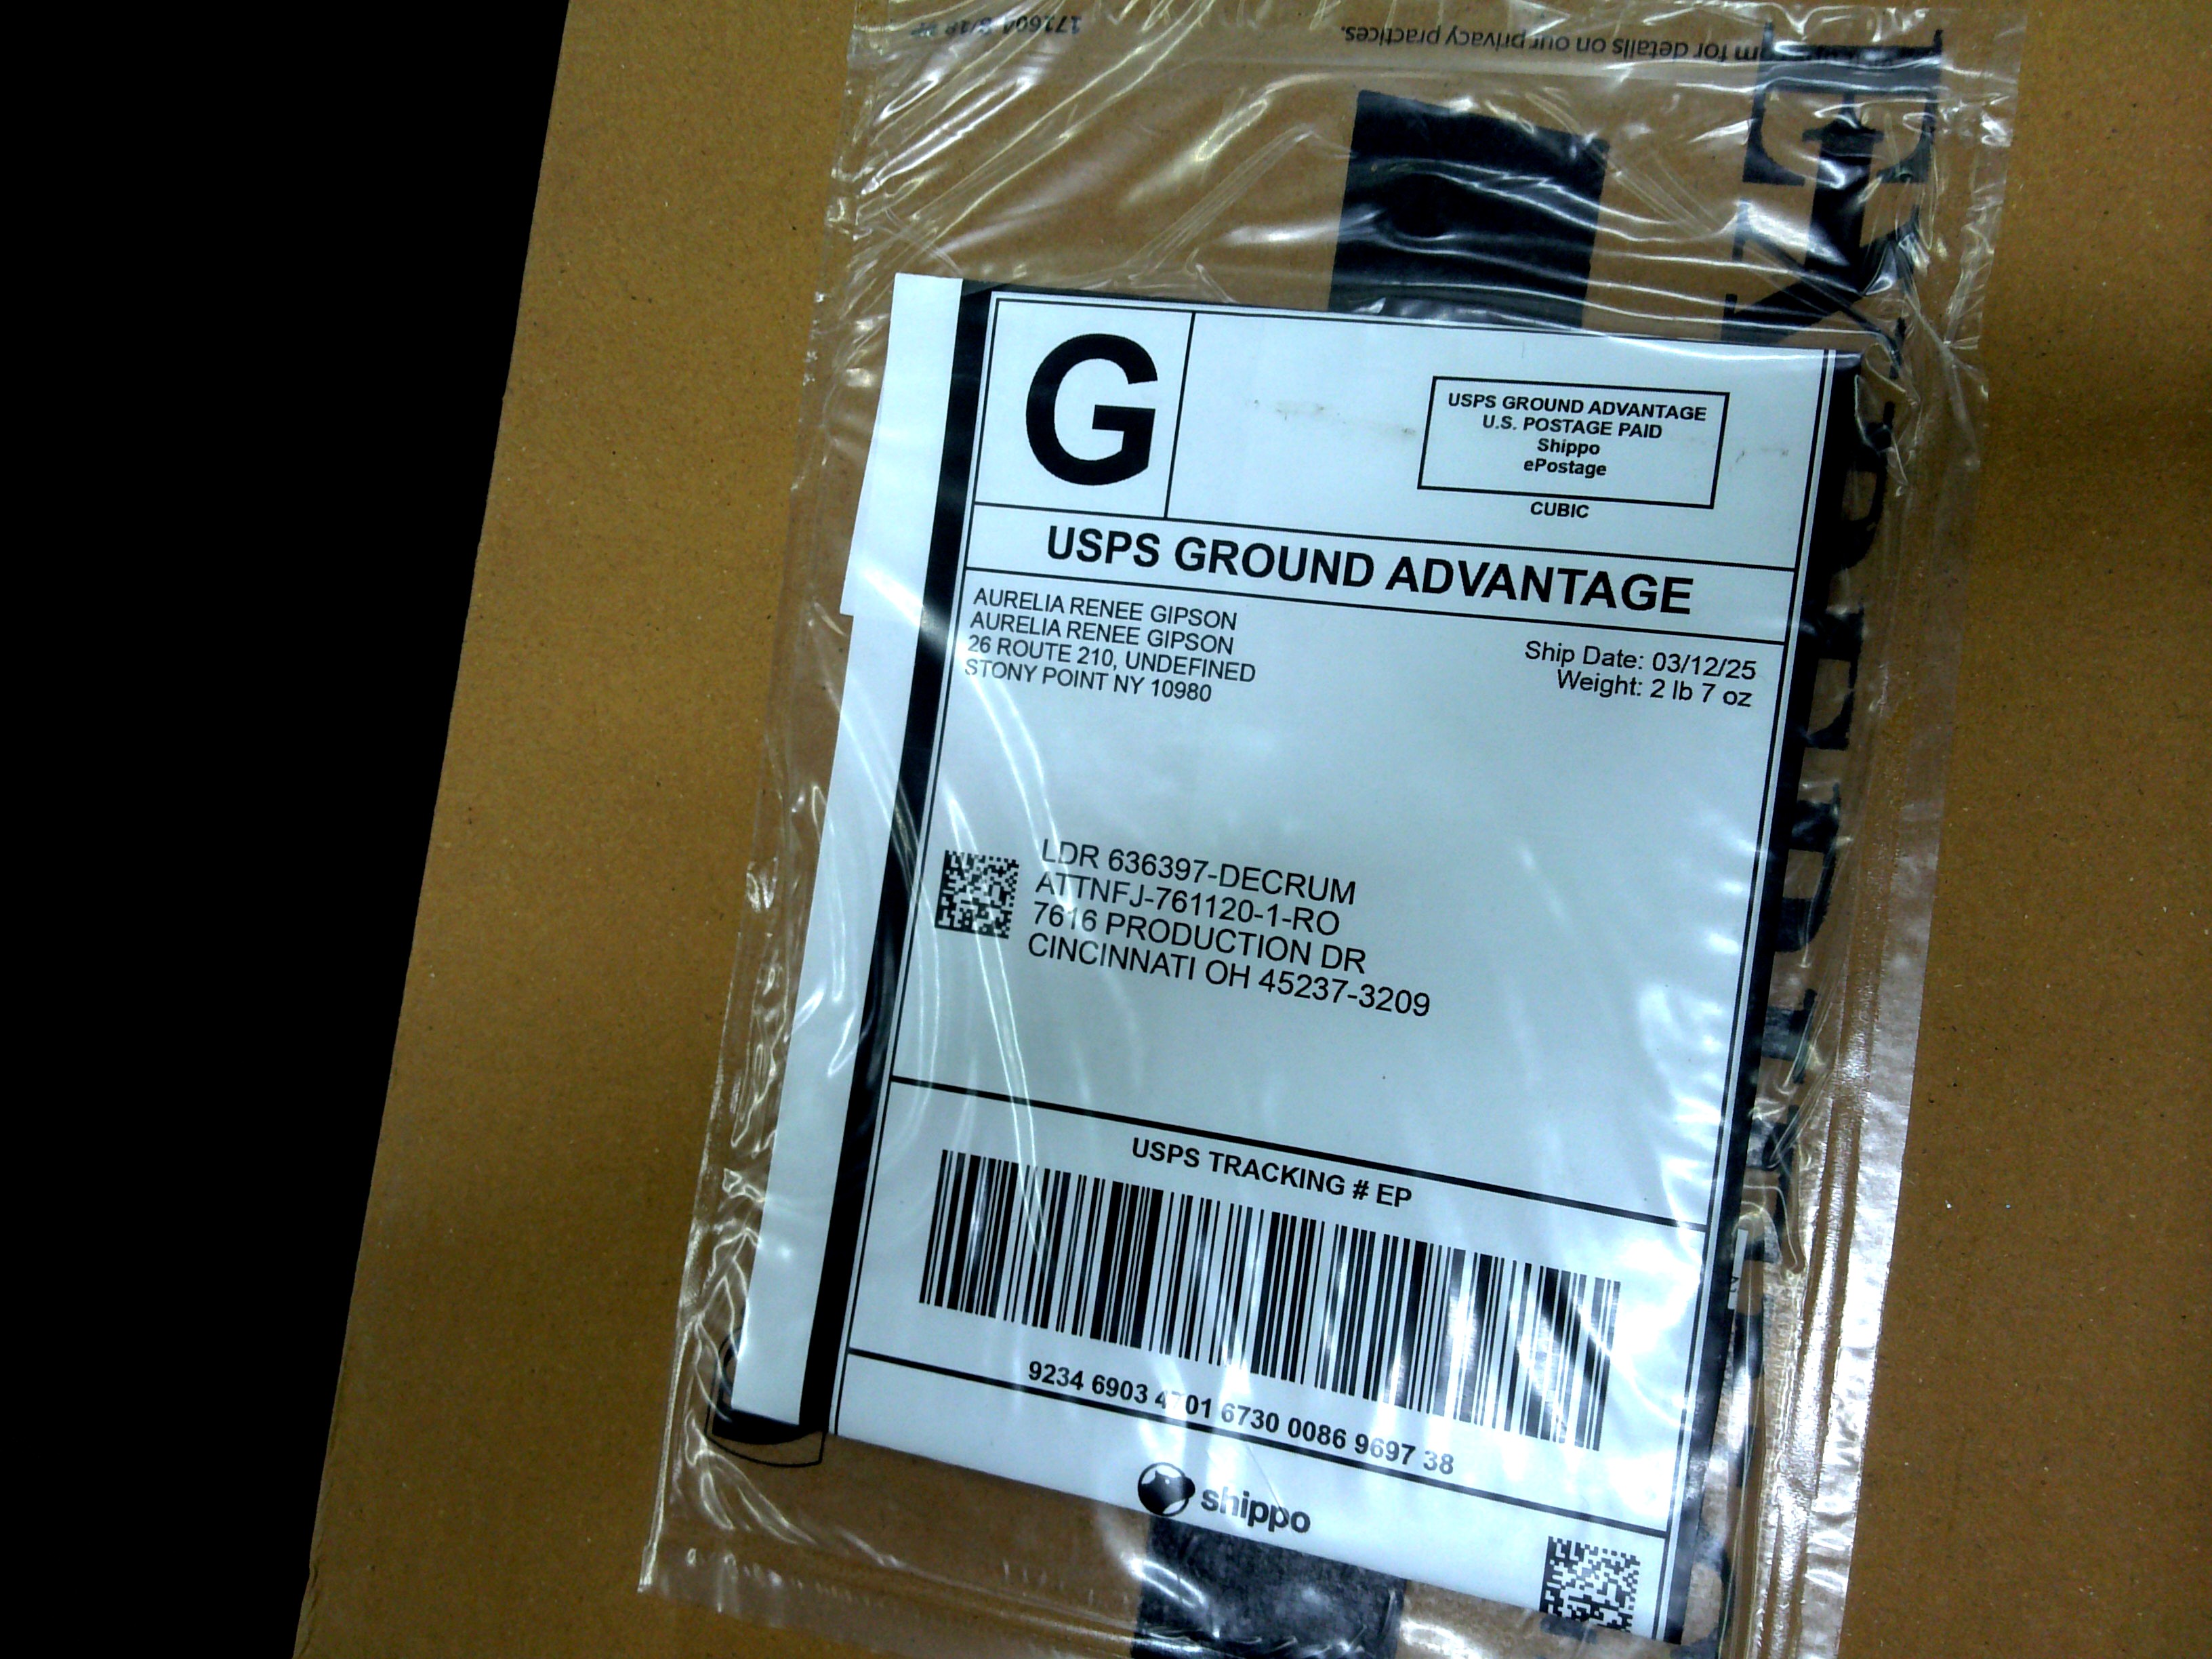 m for details on our privacy practices.
G
USPS GROUND ADVANTAGE
U.S. POSTAGE PAID
Shippo
ePostage
CUBIC
USPS GROUND ADVANTAGE
AURELIA RENEE GIPSON
AURELIA RENEE GIPSON
26 ROUTE 210, UNDEFINED
STONY POINT NY 10980
Ship Date: 03/12/25
Weight: 2 lb 7 oz
LDR 636397-DECRUM
ATTNFJ-761120-1-RO
7616 PRODUCTION DR
CINCINNATI OH 45237-3209
USPS TRACKING # EP
9234 6903 01 6730 0086 9697 38
shippo